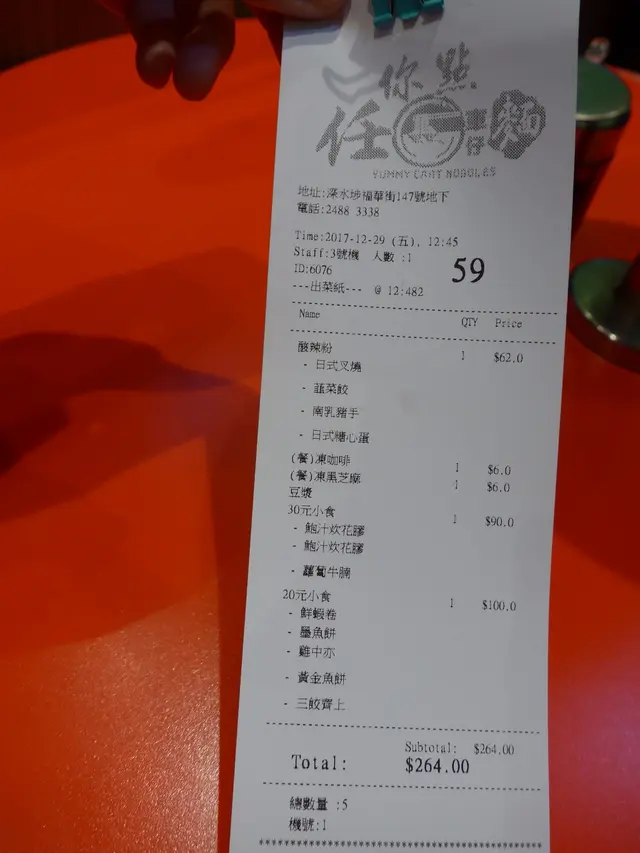 你點
任 車仔麵
YUMMY CART NOODLES
地址:深水埗福華街147號地下
電話:2488 3338
Time:2017-12-29 (五), 12:45
Staff:3號機 人數 :1
ID:6076
59
---出菜紙--- @ 12:482
Name QTY Price
酸辣粉 1 $62.0
- 日式叉燒
- 韮菜餃
- 南乳豬手
- 日式糖心蛋
(餐)凍咖啡 1 $6.0
(餐)凍黑芝麻 1 $6.0
豆漿
30元小食 1 $90.0
- 鮑汁炆花膠
- 鮑汁炆花膠
- 蘿蔔牛腩
20元小食 1 $100.0
- 鮮蝦卷
- 墨魚餅
- 雞中亦
- 黃金魚餅
- 三餃齊上
Subtotal: $264.00
Total: $264.00
總數量 :5
機號:1